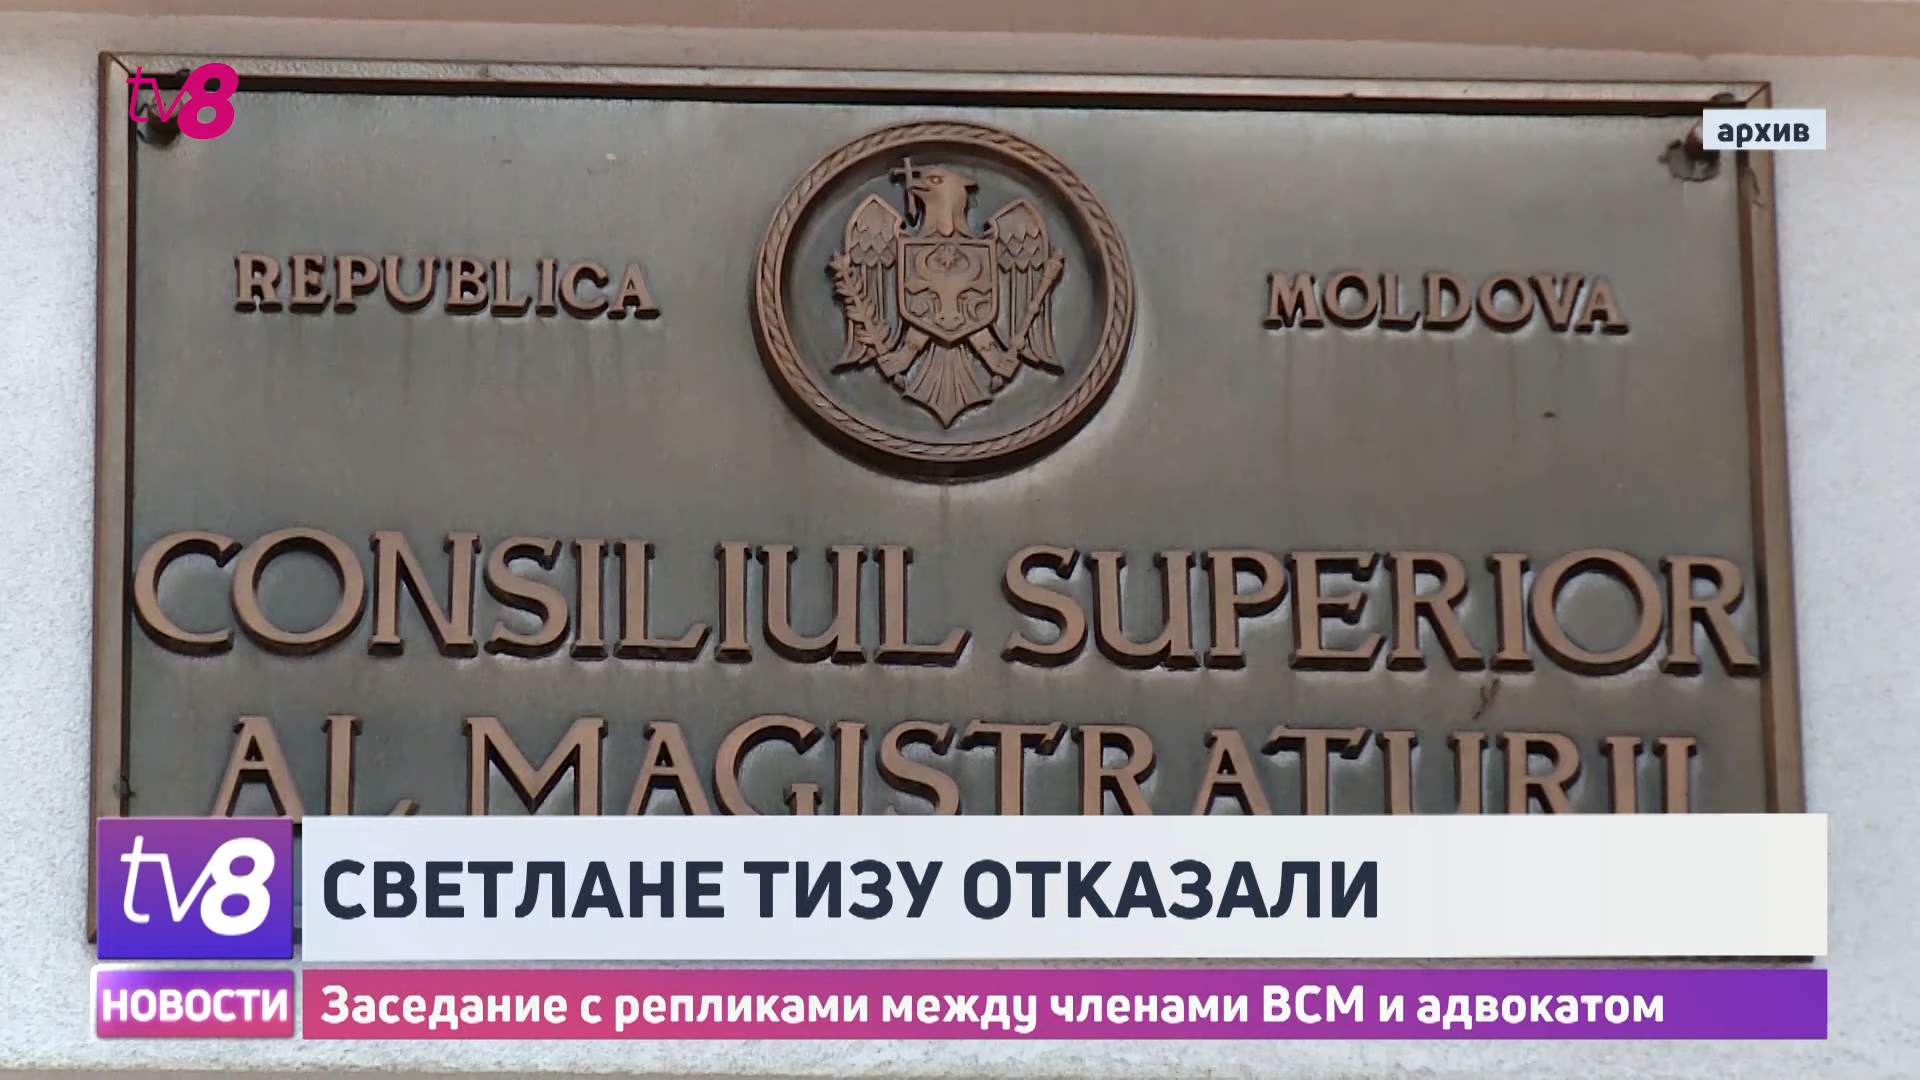 tv8
архив
REPUBLICA MOLDOVA
CONSILIUL SUPERIOR
AL MAGISTRATURII
tv8
СВЕТЛАНЕ ТИЗУ ОТКАЗАЛИ
НОВОСТИ
Заседание с репликами между членами ВСМ и адвокатом